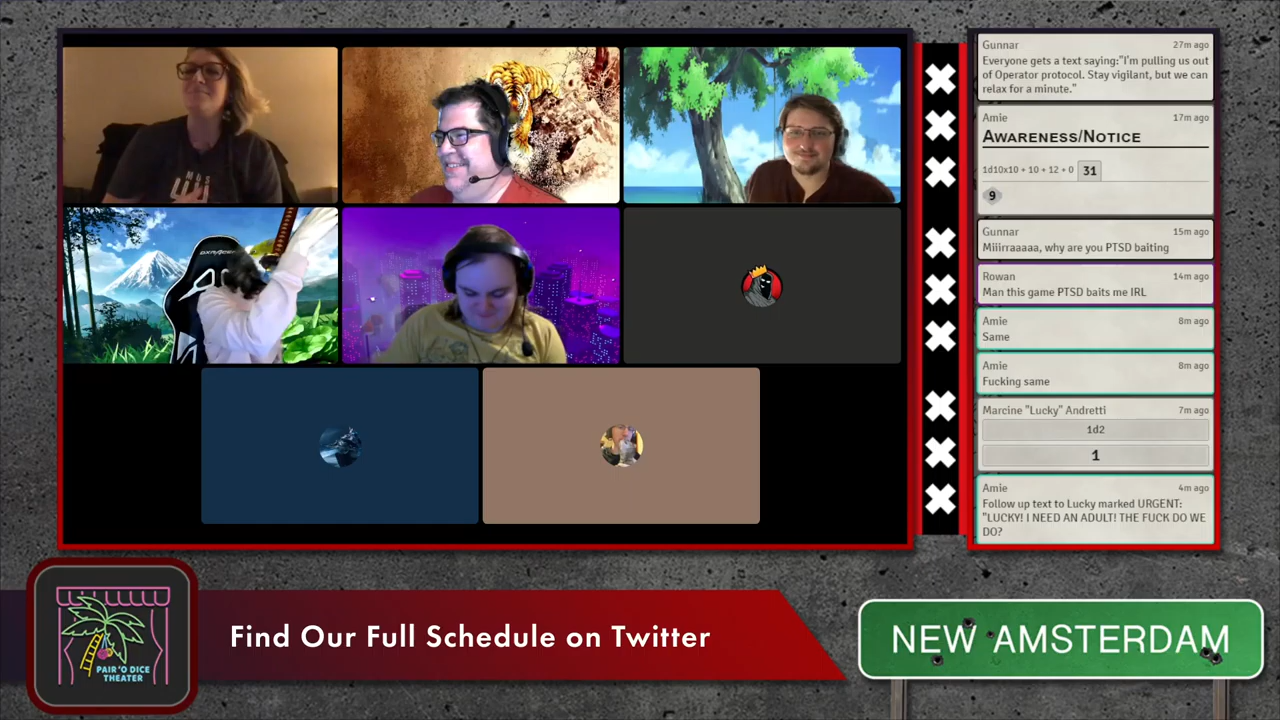 Gunnar
27m ago
Everyone gets a text saying:"I'm pulling us out
of Operator protocol. Stay vigilant, but we can
relax for a minute."
Amie
17m ago
AWARENESS/NOTICE
1d10x10 + 10 + 12 + 0
31
9
Gunnar
15m ago
Miiirraaaaa, why are you PTSD baiting
Rowan
14m ago
Man this game PTSD baits me IRL
Amie
8m ago
Same
Amie
8m ago
Fucking same
Marcine "Lucky" Andretti
7m ago
1d2
1
Amie
4m ago
Follow up text to Lucky marked URGENT:
"LUCKY! I NEED AN ADULT! THE FUCK DO WE
DO?
PAIR'O DICE
THEATER
Find Our Full Schedule on Twitter
NEW AMSTERDAM